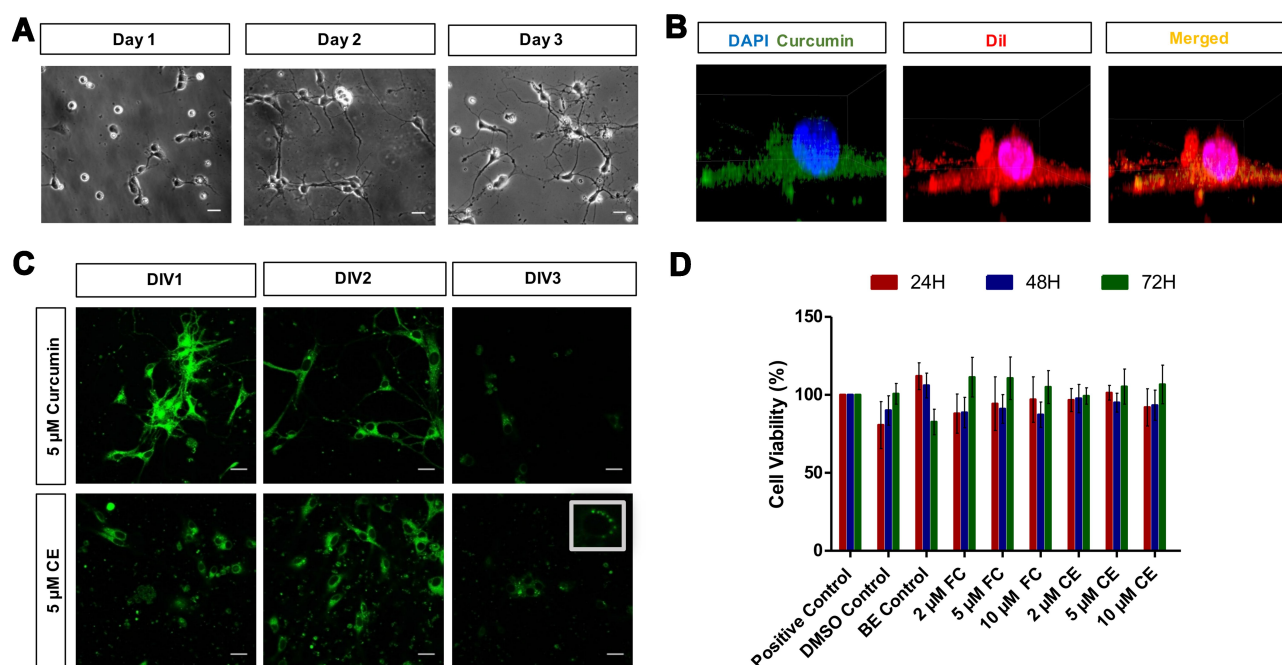 A
Day 1
Day 2
Day 3
B
DAPI Curcumin
DiI
Merged
C
DIV1
DIV2
DIV3
5 µM Curcumin
5 µM CE
D
24H
48H
72H
Cell Viability (%)
150
100
50
0
Positive Control
DMSO Control
BE Control
2 µM FC
5 µM FC
10 µM FC
2 µM CE
5 µM CE
10 µM CE